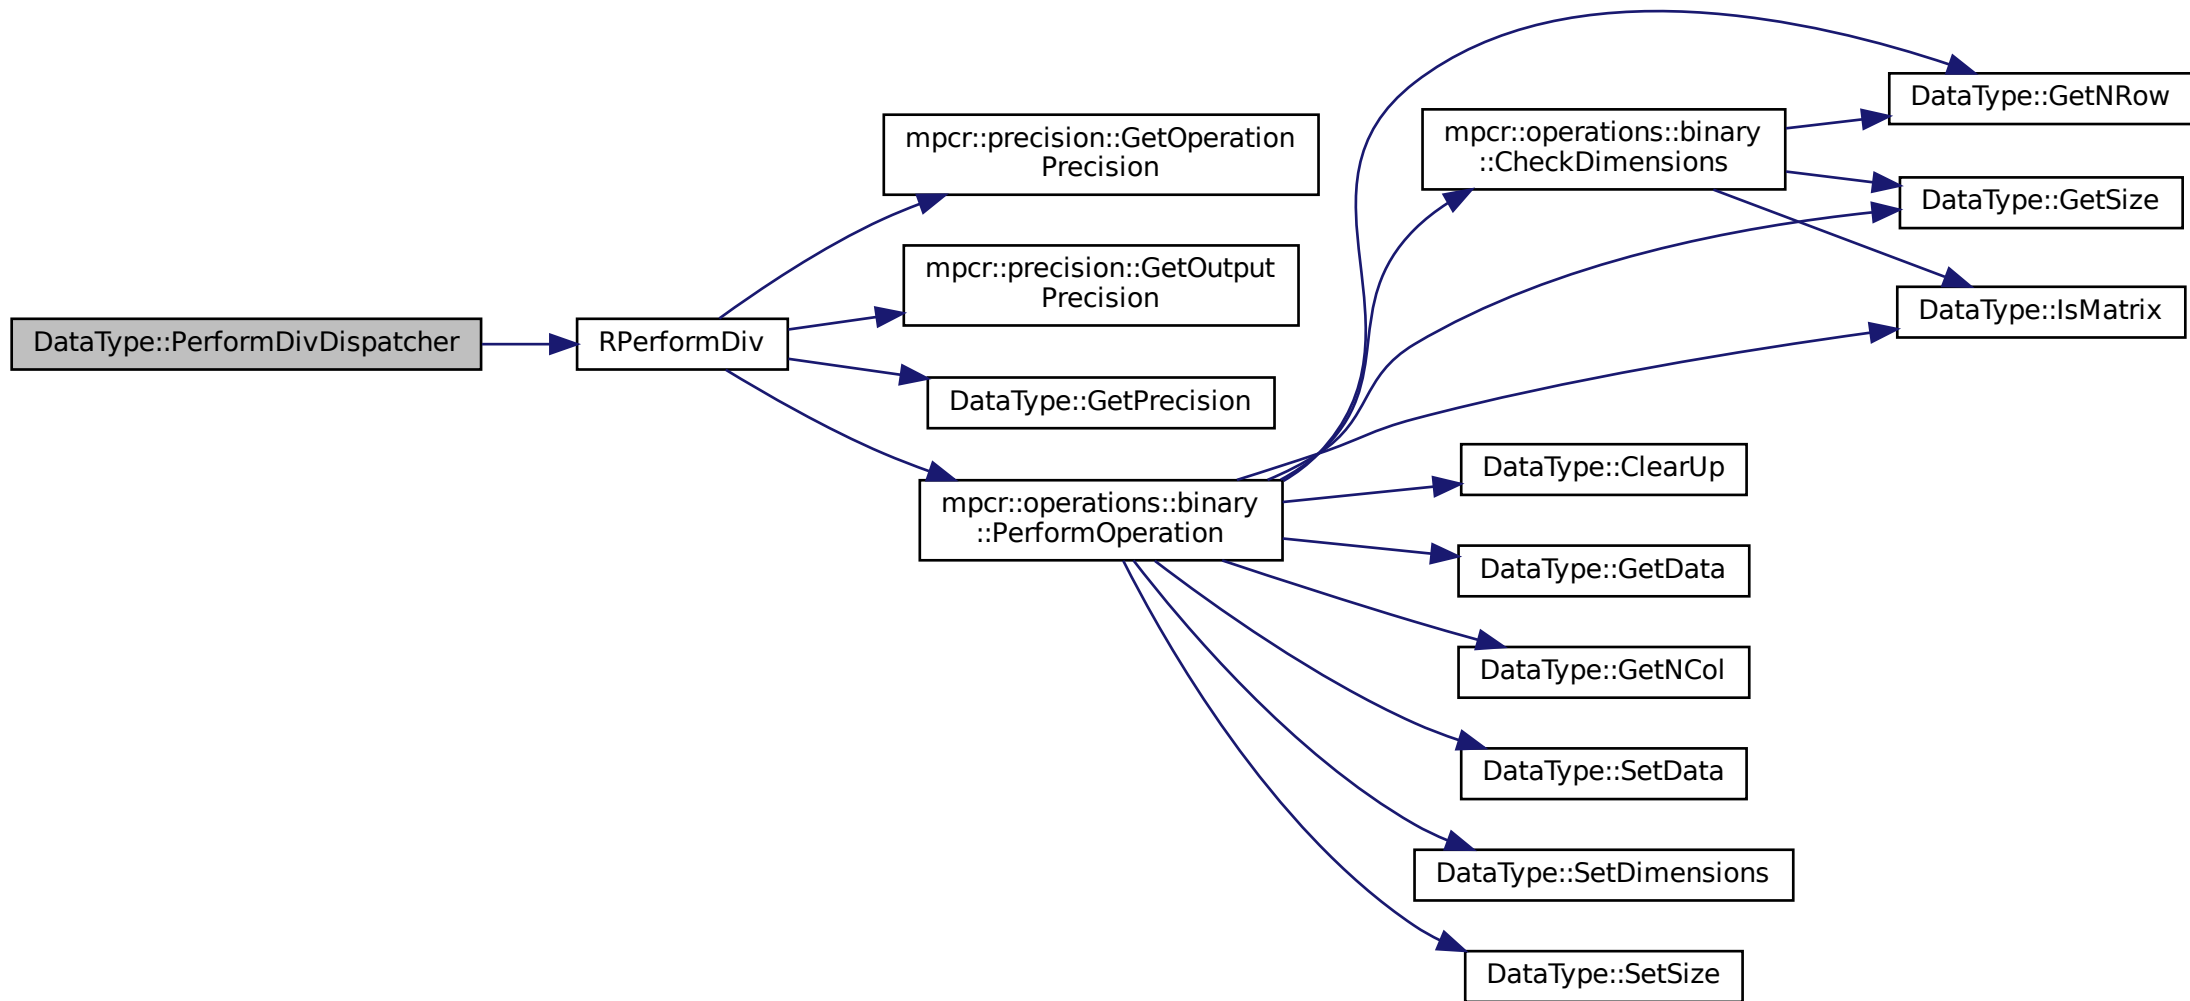 DataType::PerformDivDispatcher
RPerformDiv
mpcr::precision::GetOperation
Precision
mpcr::precision::GetOutput
Precision
DataType::GetPrecision
mpcr::operations::binary
::PerformOperation
mpcr::operations::binary
::CheckDimensions
DataType::GetNRow
DataType::GetSize
DataType::IsMatrix
DataType::ClearUp
DataType::GetData
DataType::GetNCol
DataType::SetData
DataType::SetDimensions
DataType::SetSize